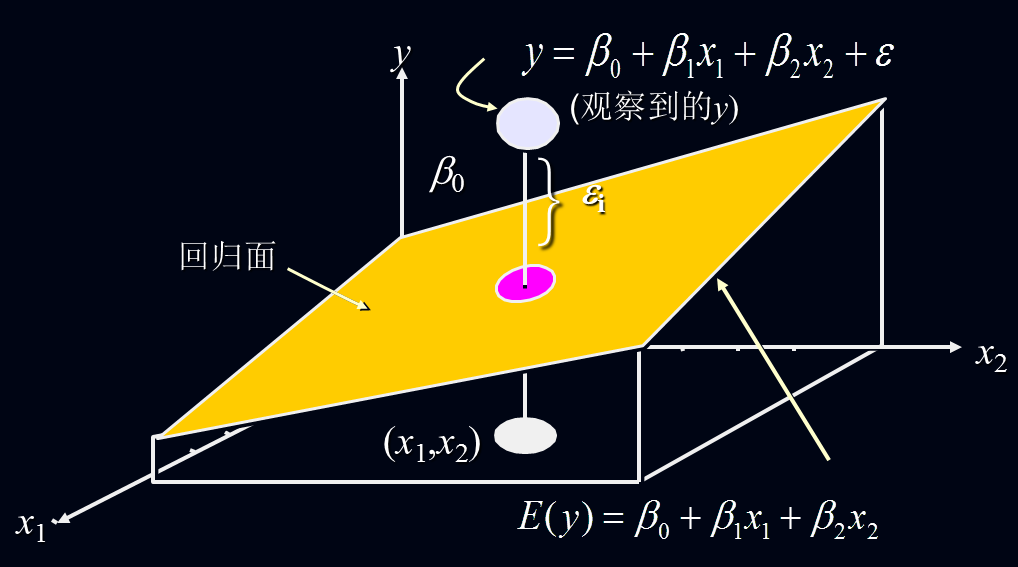 y
y = β₀ + β₁x₁ + β₂x₂ + ε
(观察到的y)
β₀
εᵢ
回归面
x₂
(x₁,x₂)
x₁
E(y) = β₀ + β₁x₁ + β₂x₂